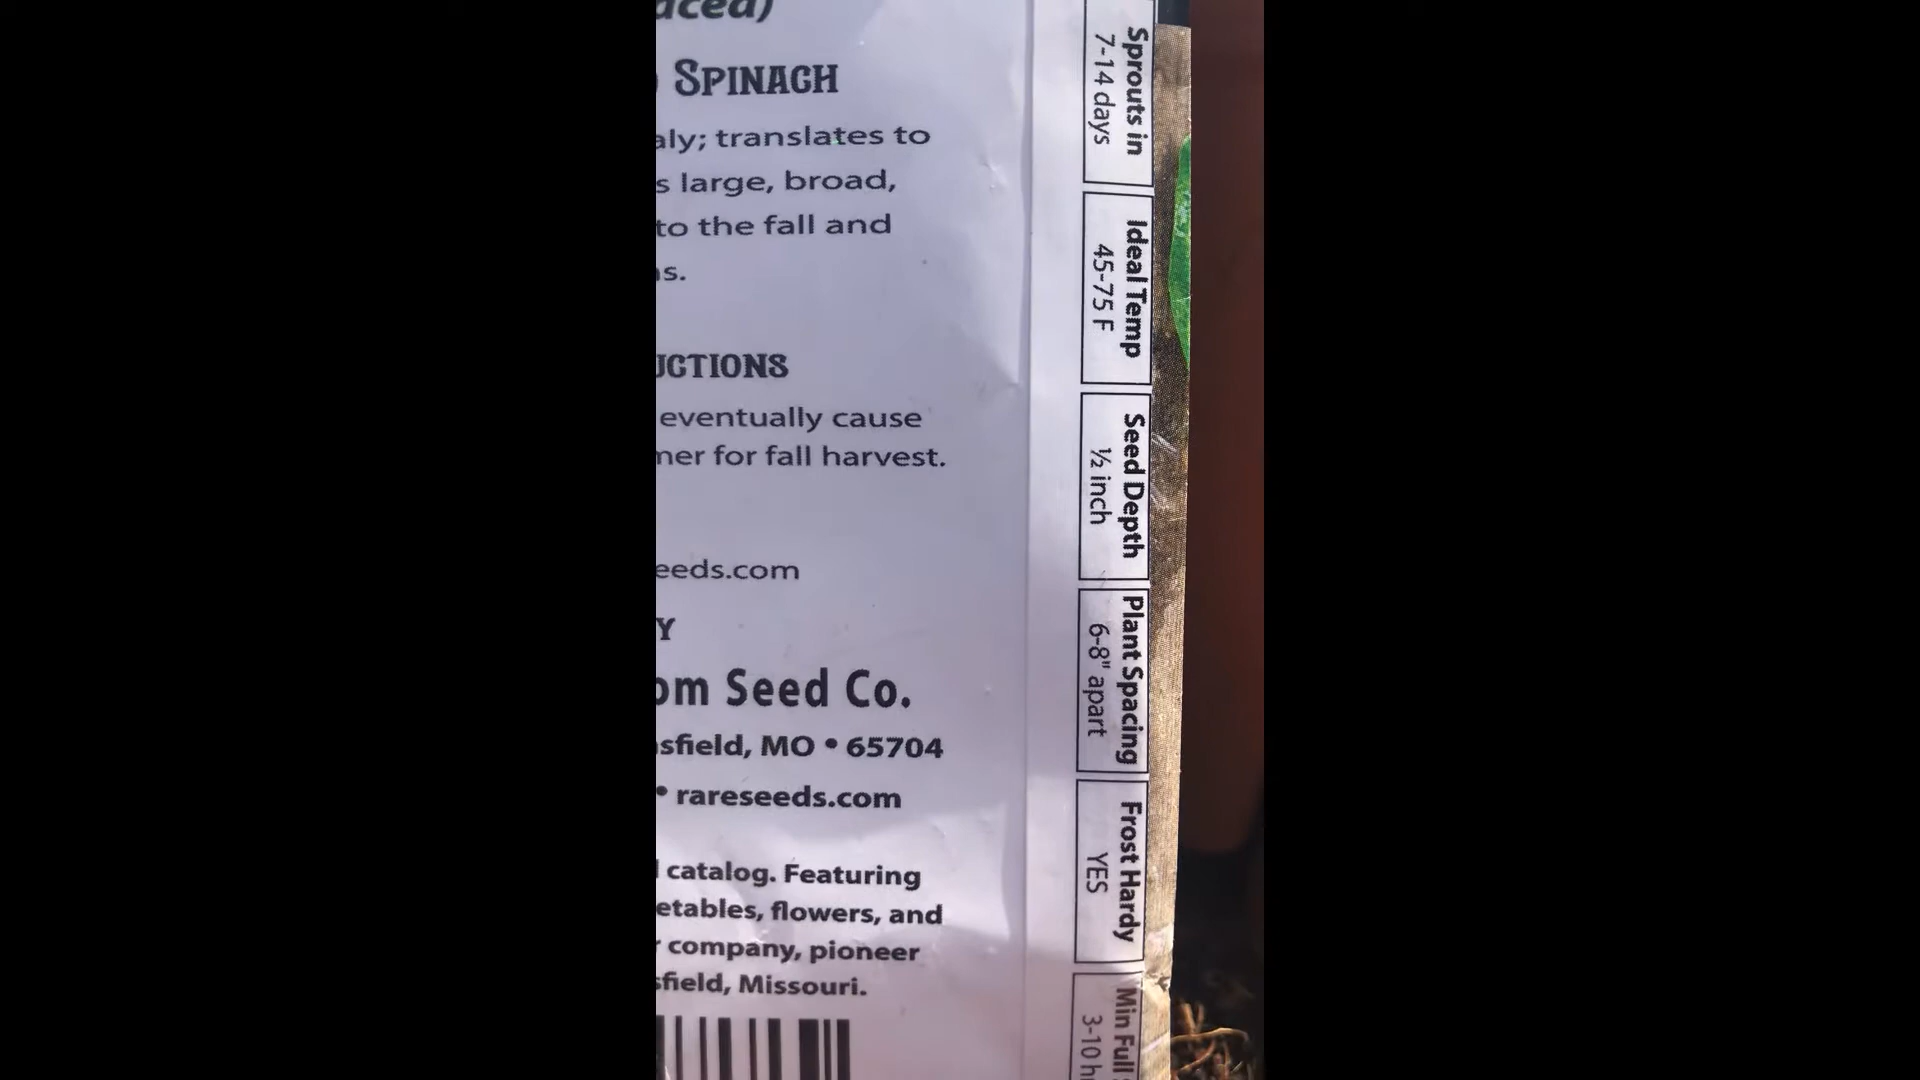 SPINACH
translates to
large, broad,
to the fall and
UCTIONS
eventually cause
for fall harvest.
eeds.com
Y
om Seed Co.
sfield, MO • 65704
• rareseeds.com
catalog. Featuring
etables, flowers, and
company, pioneer
sfield, Missouri.
Sprouts in
7-14 days
Ideal Temp
45-75 F
Seed Depth
½ inch
Plant Spacing
6-8" apart
Frost Hardy
YES
Min Full
3-10 h